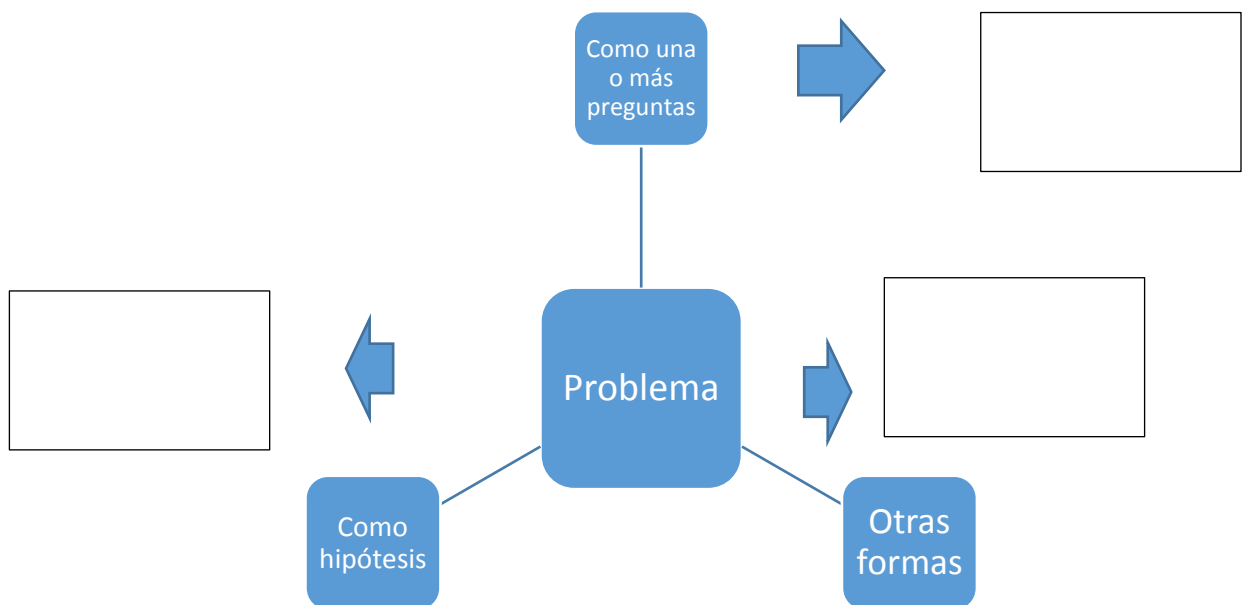 Como una
o más
preguntas
Problema
Como
hipótesis
Otras
formas